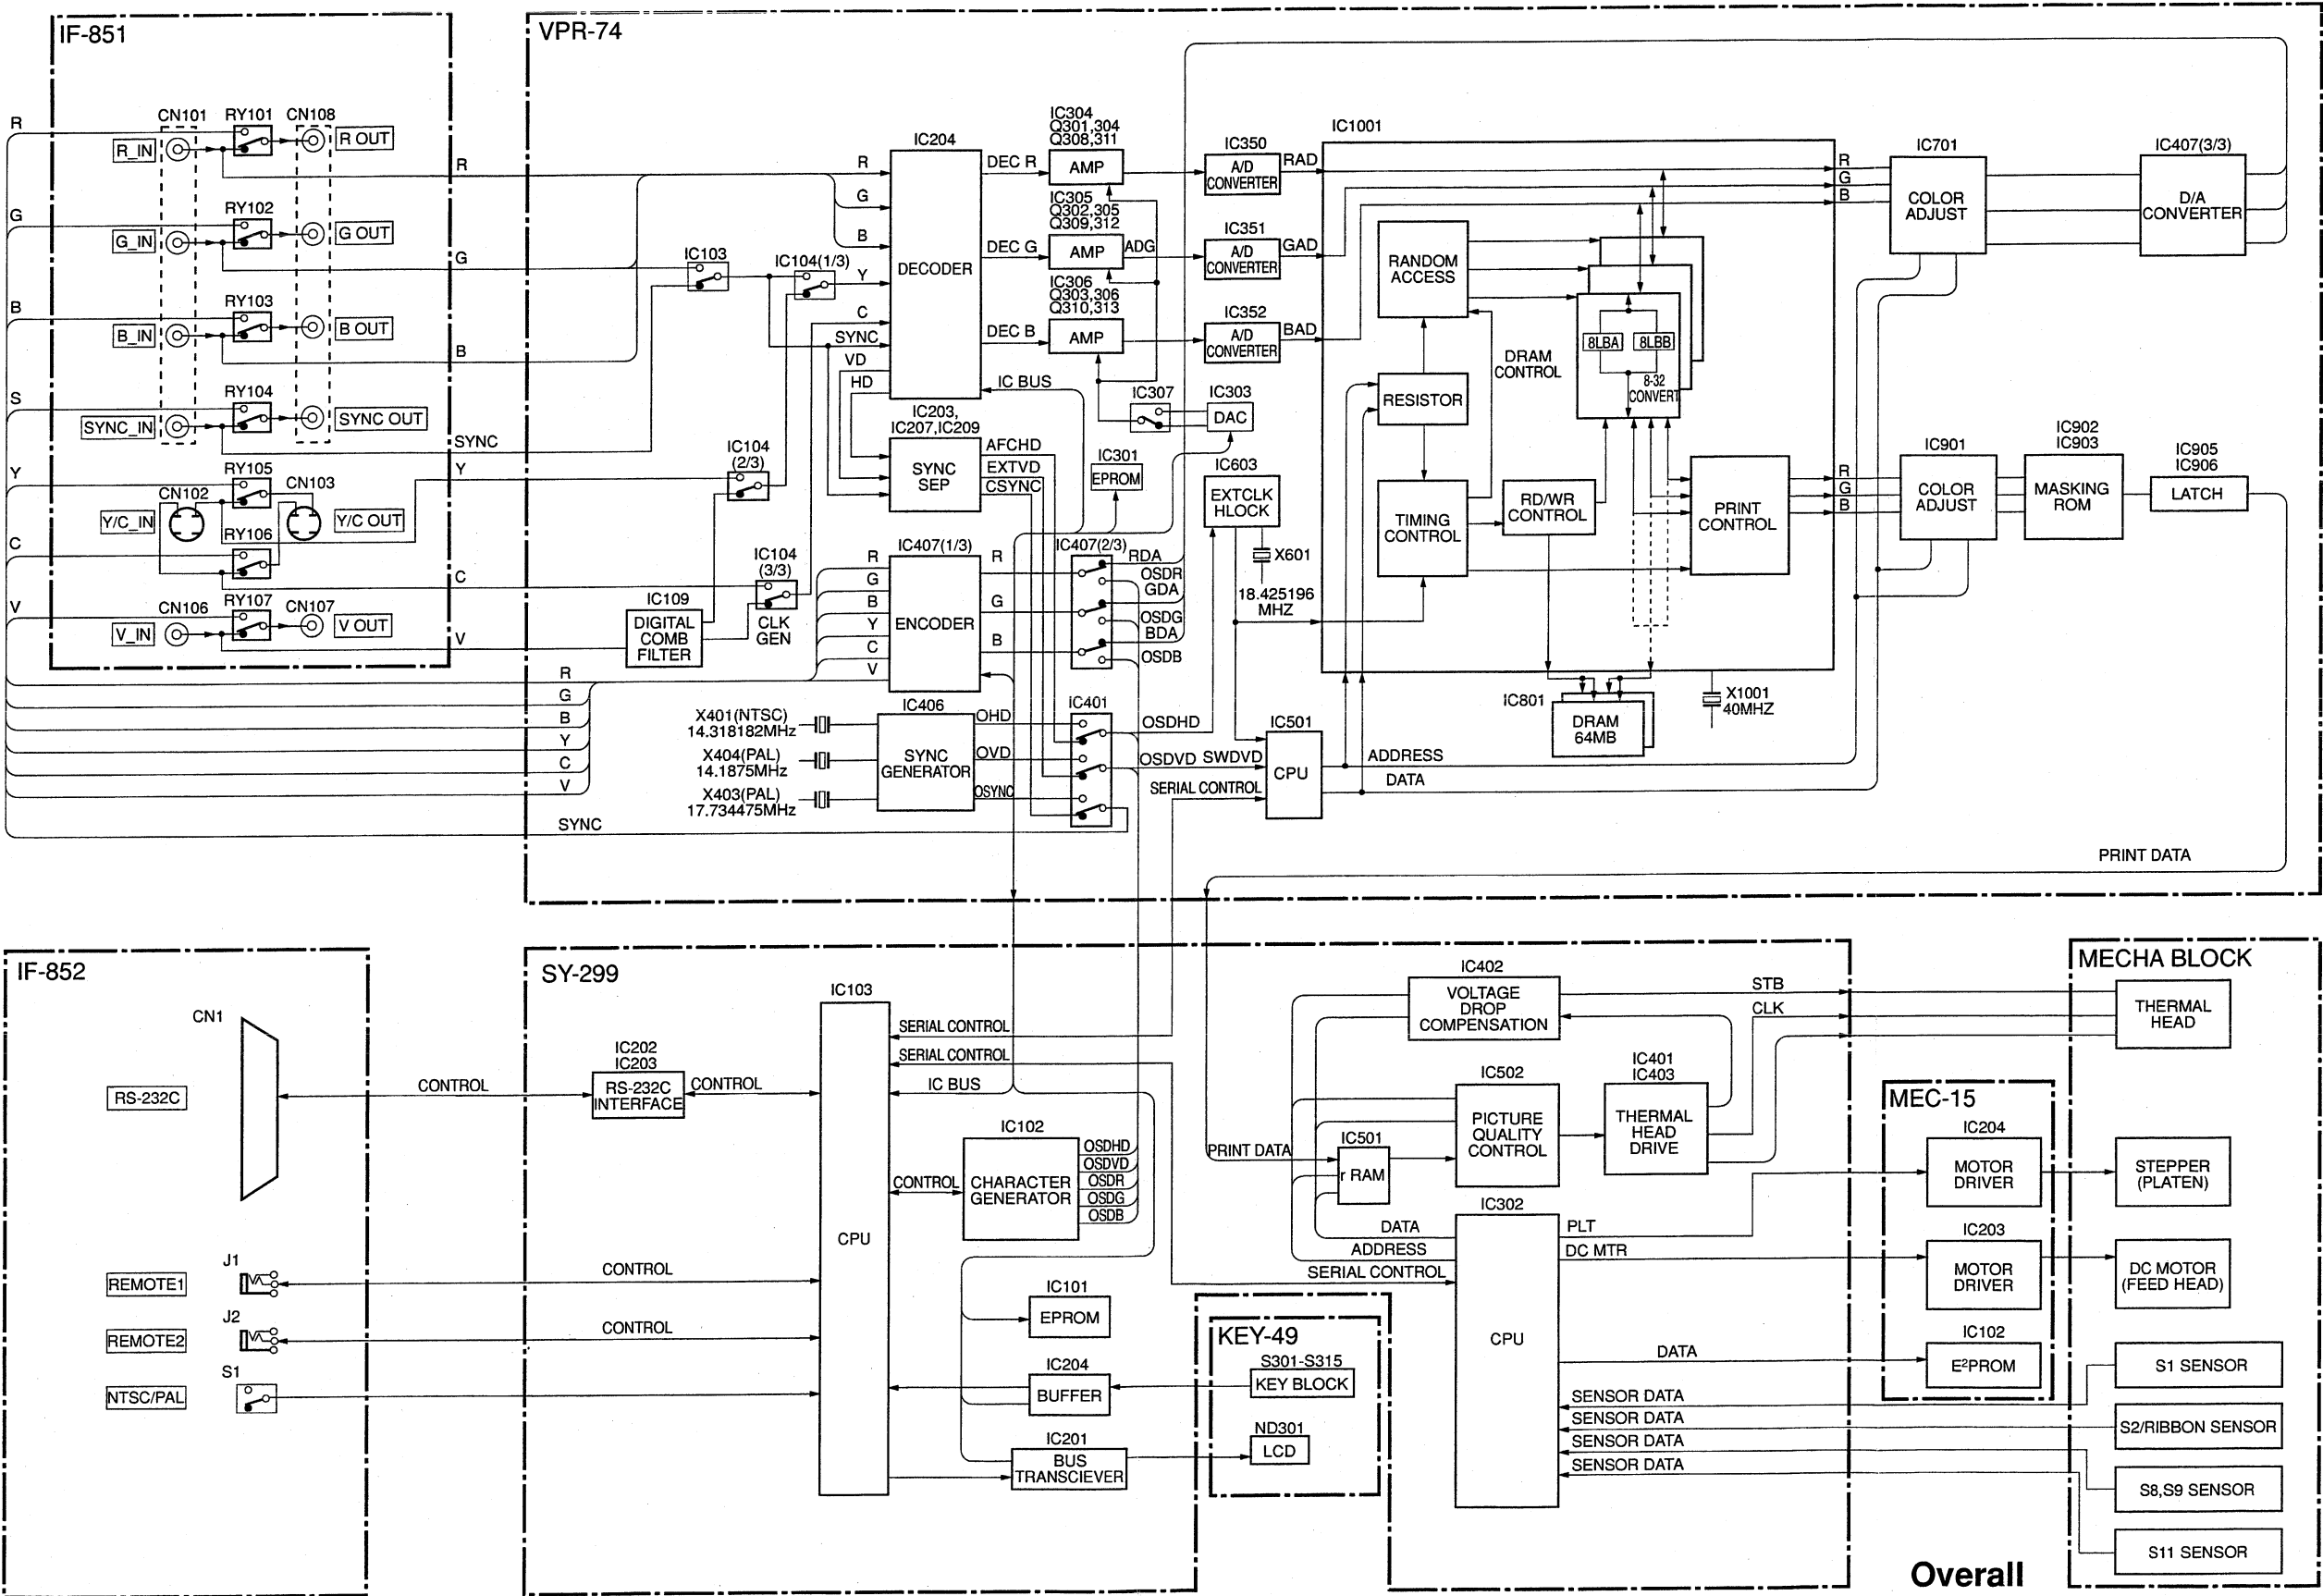 IF-851
CN101
RY101
CN108
R
R_IN
R OUT
R
RY102
G
G_IN
G OUT
G
RY103
B
B_IN
B OUT
B
RY104
S
SYNC_IN
SYNC OUT
SYNC
RY105
Y
CN102
CN103
Y
Y/C_IN
Y/C OUT
RY106
C
C
RY107
V
CN106
CN107
V_IN
V OUT
V
VPR-74
IC103
IC104(1/3)
IC104
(2/3)
IC104
(3/3)
CLK
GEN
IC109
DIGITAL
COMB
FILTER
IC204
DECODER
R
G
B
Y
C
SYNC
VD
HD
DEC R
DEC G
DEC B
IC BUS
IC304
Q301,304
Q308,311
AMP
IC305
Q302,305
Q309,312
AMP
ADG
IC306
Q303,306
Q310,313
AMP
IC350
A/D
CONVERTER
RAD
IC351
A/D
CONVERTER
GAD
IC352
A/D
CONVERTER
BAD
IC307
IC303
DAC
IC203,
IC207,IC209
SYNC
SEP
AFCHD
EXTVD
CSYNC
IC301
EPROM
IC603
EXTCLK
HLOCK
X601
18.425196
MHZ
IC407(1/3)
ENCODER
R
G
B
Y
C
V
R
G
B
IC407(2/3)
RDA
OSDR
GDA
OSDG
BDA
OSDB
R
G
B
Y
C
V
SYNC
X401(NTSC)
14.318182MHz
X404(PAL)
14.1875MHz
X403(PAL)
17.734475MHz
IC406
SYNC
GENERATOR
OHD
OVD
OSYNC
IC401
OSDHD
OSDVD
SWDVD
SERIAL CONTROL
IC501
CPU
ADDRESS
DATA
IC1001
RANDOM
ACCESS
RESISTOR
TIMING
CONTROL
DRAM
CONTROL
8LBA
8LBB
8-32
CONVERT
RD/WR
CONTROL
PRINT
CONTROL
IC801
DRAM
64MB
X1001
40MHZ
R
G
B
IC701
COLOR
ADJUST
IC407(3/3)
D/A
CONVERTER
R
G
B
IC901
COLOR
ADJUST
IC902
IC903
MASKING
ROM
IC905
IC906
LATCH
PRINT DATA
IF-852
CN1
RS-232C
J1
REMOTE1
J2
REMOTE2
S1
NTSC/PAL
CONTROL
SY-299
IC202
IC203
RS-232C
INTERFACE
CONTROL
CONTROL
CONTROL
IC103
CPU
SERIAL CONTROL
SERIAL CONTROL
IC BUS
CONTROL
IC102
CHARACTER
GENERATOR
OSDHD
OSDVD
OSDR
OSDG
OSDB
IC101
EPROM
IC204
BUFFER
IC201
BUS
TRANSCIEVER
KEY-49
S301-S315
KEY BLOCK
ND301
LCD
PRINT DATA
IC501
r RAM
IC402
VOLTAGE
DROP
COMPENSATION
IC502
PICTURE
QUALITY
CONTROL
IC401
IC403
THERMAL
HEAD
DRIVE
STB
CLK
DATA
ADDRESS
SERIAL CONTROL
IC302
CPU
PLT
DC MTR
DATA
SENSOR DATA
SENSOR DATA
SENSOR DATA
SENSOR DATA
MEC-15
IC204
MOTOR
DRIVER
IC203
MOTOR
DRIVER
IC102
E²PROM
MECHA BLOCK
THERMAL
HEAD
STEPPER
(PLATEN)
DC MOTOR
(FEED HEAD)
S1 SENSOR
S2/RIBBON SENSOR
S8,S9 SENSOR
S11 SENSOR
Overall